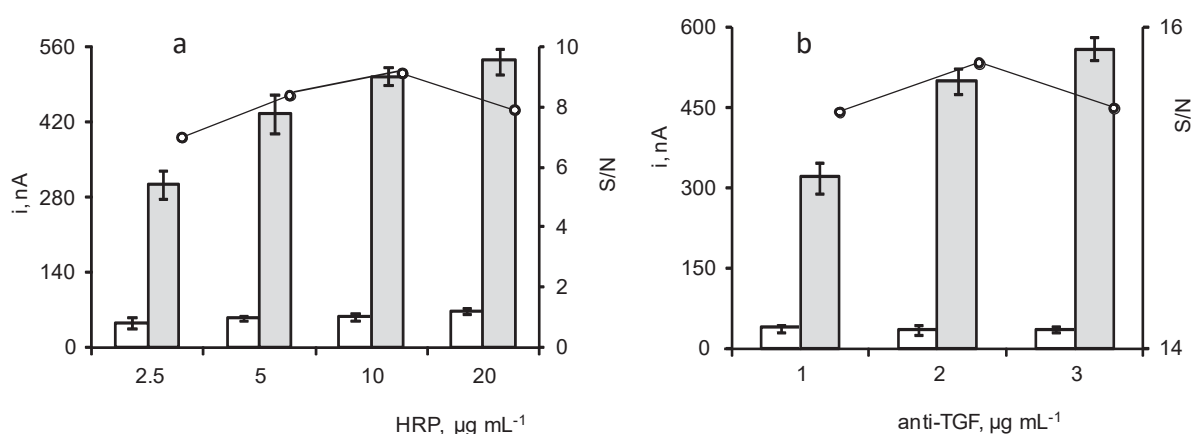 a
560
420
280
140
0
i, nA
10
8
6
4
2
0
S/N
2.5 5 10 20
HRP, µg mL-1
b
600
450
300
150
0
i, nA
16
14
S/N
1 2 3
anti-TGF, µg mL-1